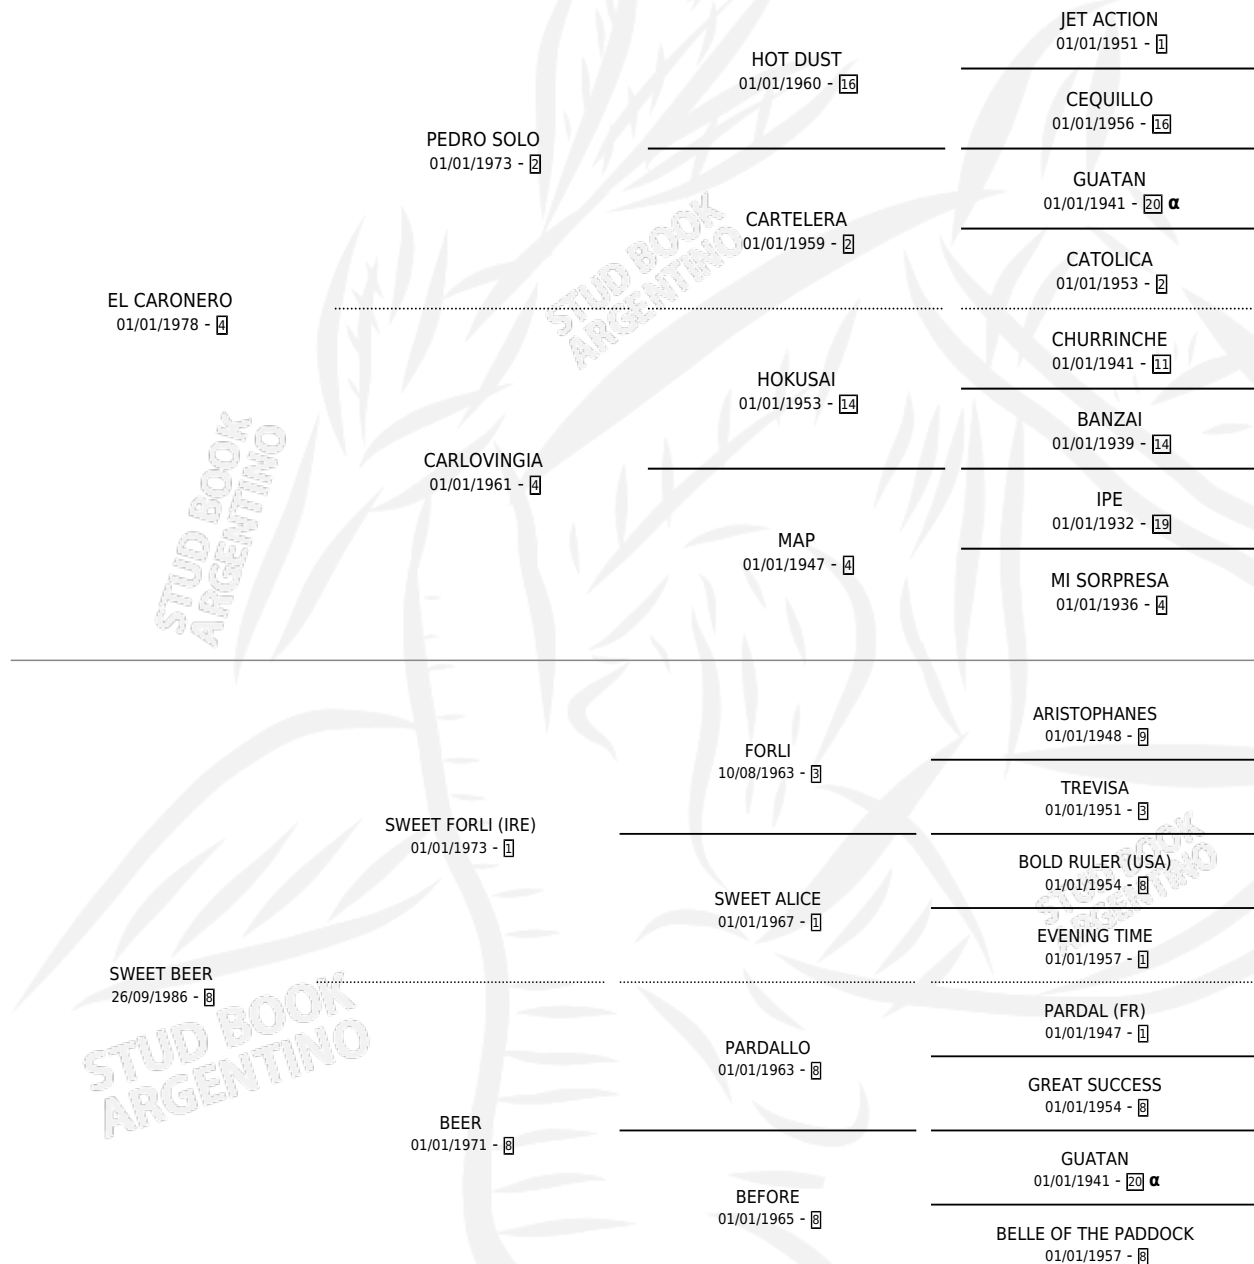 JET ACTION
01/01/1951 - 1
HOT DUST
01/01/1960 - 16
CEQUILLO
01/01/1956 - 16
PEDRO SOLO
01/01/1973 - 2
GUATAN
01/01/1941 - 20 α
CARTELERA
01/01/1959 - 2
CATOLICA
01/01/1953 - 2
EL CARONERO
01/01/1978 - 4
CHURRINCHE
01/01/1941 - 11
HOKUSAI
01/01/1953 - 14
BANZAI
01/01/1939 - 14
CARLOVINGIA
01/01/1961 - 4
IPE
01/01/1932 - 19
MAP
01/01/1947 - 4
MI SORPRESA
01/01/1936 - 4
STUD BOOK
ARGENTINO
STUD BOOK
ARGENTINO
ARISTOPHANES
01/01/1948 - 9
FORLI
10/08/1963 - 3
TREVISA
01/01/1951 - 3
SWEET FORLI (IRE)
01/01/1973 - 1
BOLD RULER (USA)
01/01/1954 - 8
SWEET ALICE
01/01/1967 - 1
EVENING TIME
01/01/1957 - 1
SWEET BEER
26/09/1986 - 8
PARDAL (FR)
01/01/1947 - 1
PARDALLO
01/01/1963 - 8
GREAT SUCCESS
01/01/1954 - 8
BEER
01/01/1971 - 8
GUATAN
01/01/1941 - 20 α
BEFORE
01/01/1965 - 8
BELLE OF THE PADDOCK
01/01/1957 - 8
STUD BOOK
ARGENTINO
STUD BOOK
ARGENTINO